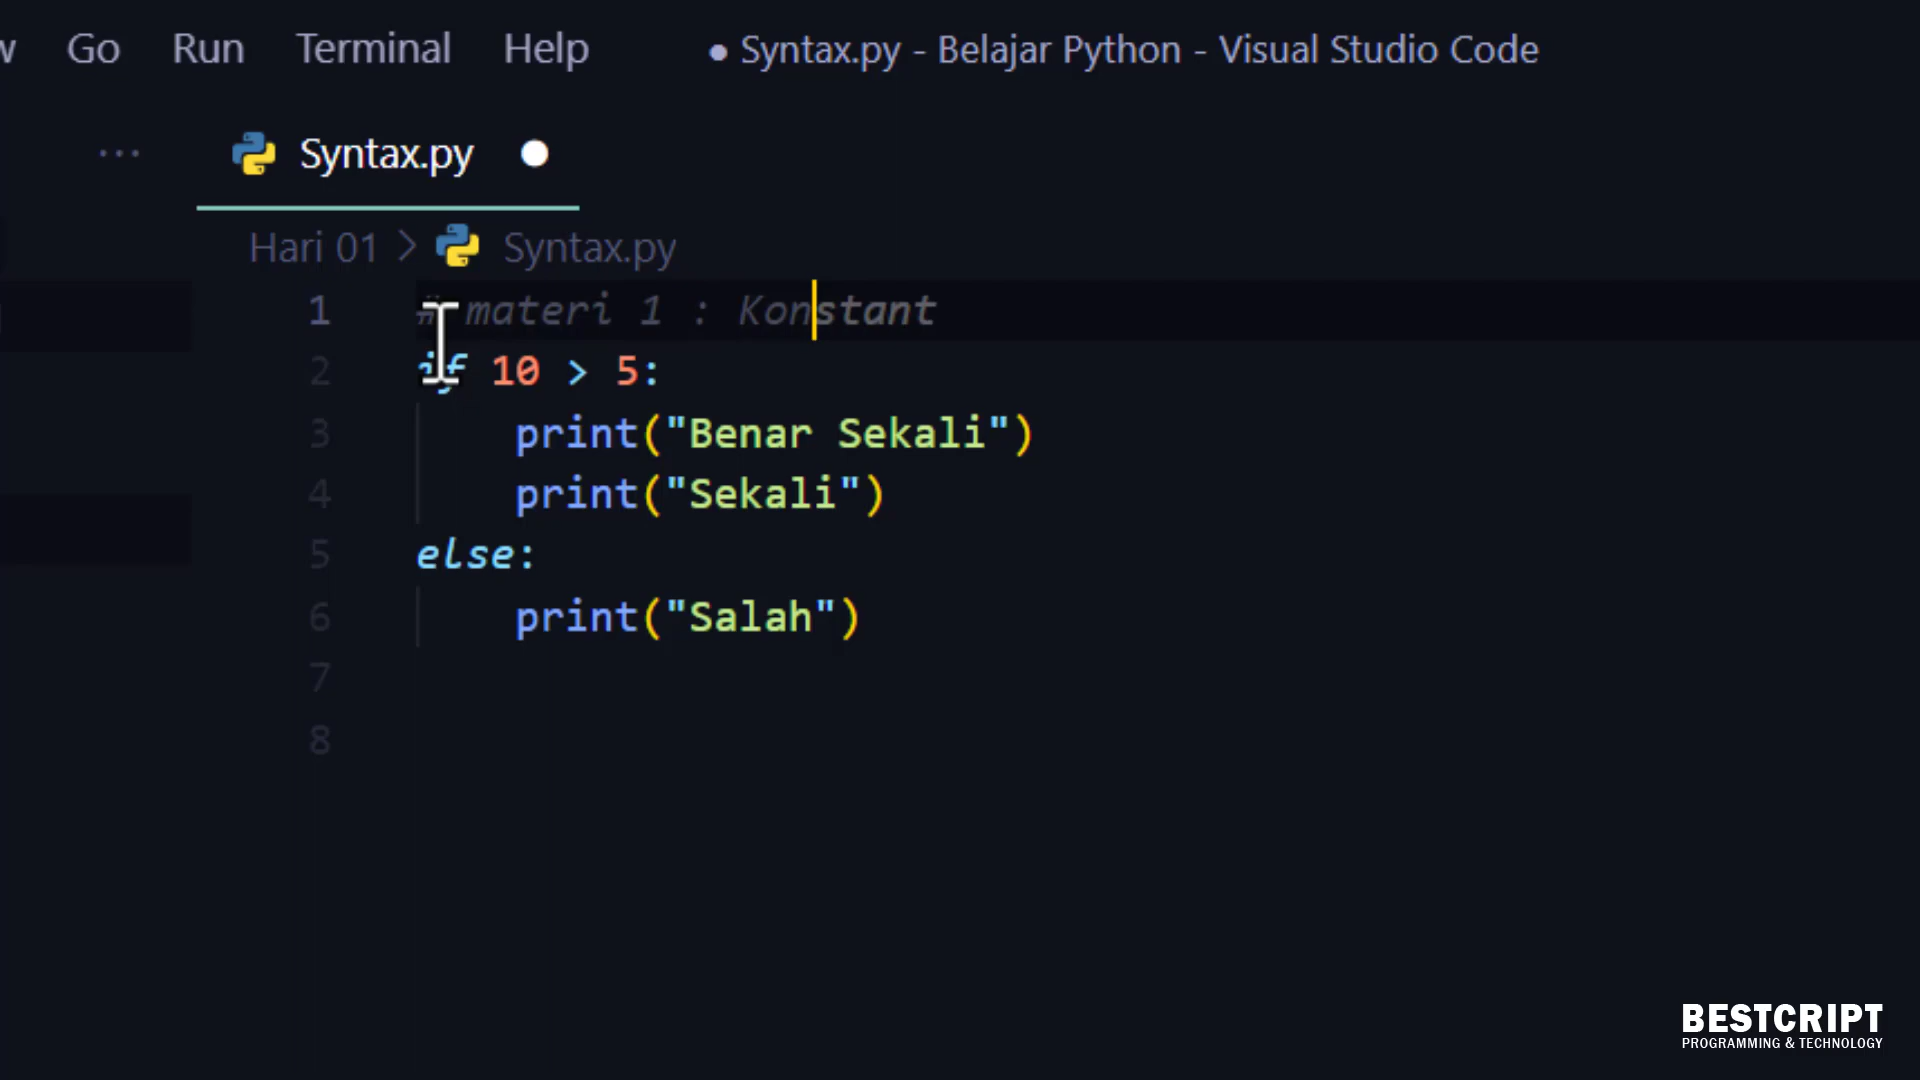 Go Run Terminal Help ● Syntax.py - Belajar Python - Visual Studio Code
··· Syntax.py
Hari 01 > Syntax.py
1 # materi 1 : Konstant
2 if 10 > 5:
3 print("Benar Sekali")
4 print("Sekali")
5 else:
6 print("Salah")
7
8
BESTCRIPT
PROGRAMMING & TECHNOLOGY